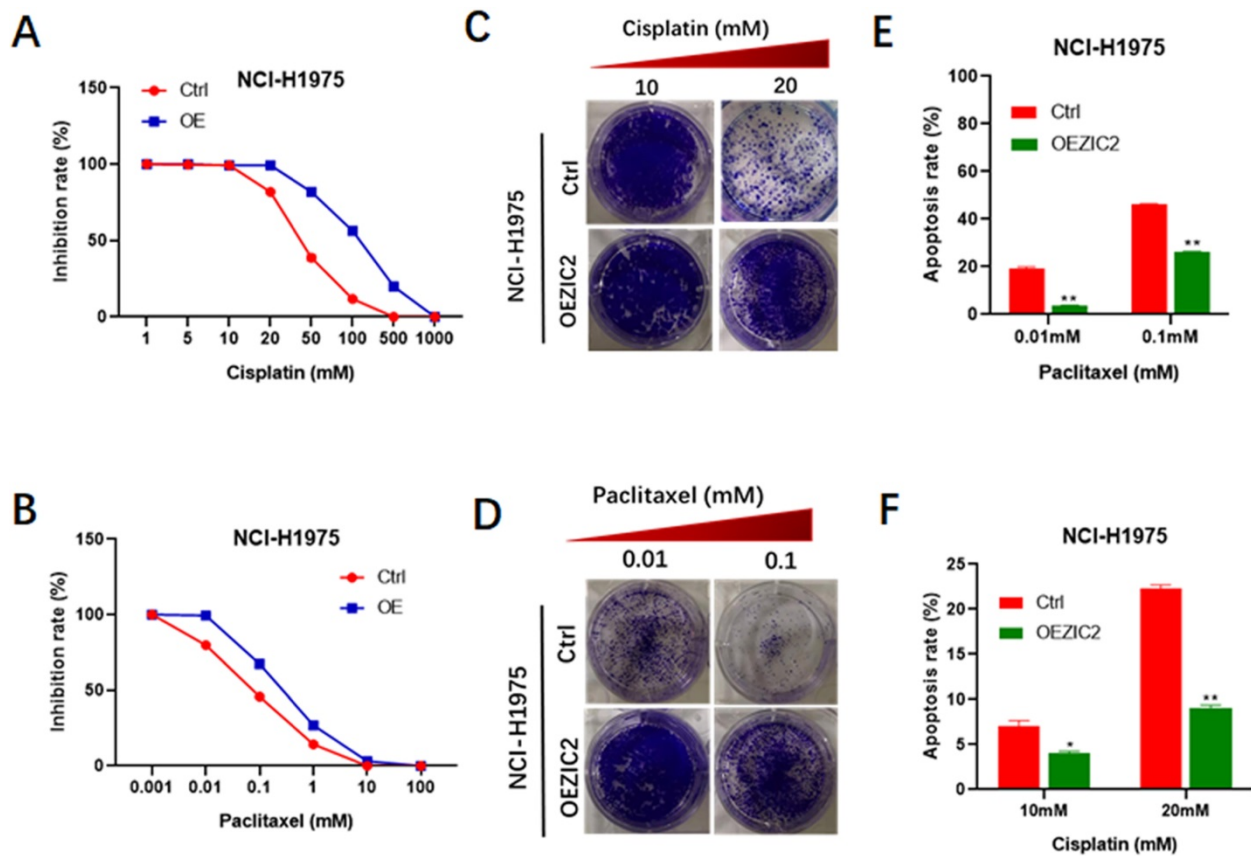 A
NCI-H1975
Ctrl
OE
Inhibition rate (%)
150
100
50
0
1 5 10 20 50 100 500 1000
Cisplatin (mM)
B
NCI-H1975
Ctrl
OE
Inhibition rate (%)
150
100
50
0
0.001 0.01 0.1 1 10 100
Paclitaxel (mM)
C
Cisplatin (mM)
10 20
NCI-H1975
Ctrl
OEZIC2
D
Paclitaxel (mM)
0.01 0.1
NCI-H1975
Ctrl
OEZIC2
E
NCI-H1975
Ctrl
OEZIC2
Apoptosis rate (%)
100
80
60
40
20
0
**
**
0.01mM 0.1mM
Paclitaxel (mM)
F
NCI-H1975
Ctrl
OEZIC2
Apoptosis rate (%)
25
20
15
10
5
0
*
**
10mM 20mM
Cisplatin (mM)